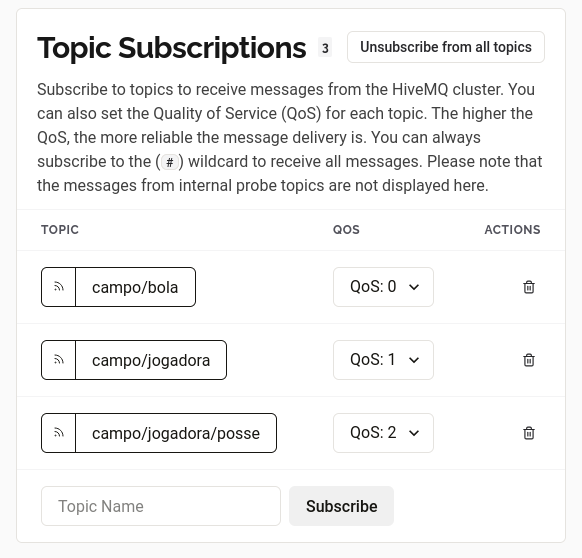 Topic Subscriptions 3 Unsubscribe from all topics
Subscribe to topics to receive messages from the HiveMQ cluster. You
can also set the Quality of Service (QoS) for each topic. The higher the
QoS, the more reliable the message delivery is. You can always
subscribe to the (#) wildcard to receive all messages. Please note that
the messages from internal probe topics are not displayed here.
TOPIC QOS ACTIONS
campo/bola QoS: 0
campo/jogadora QoS: 1
campo/jogadora/posse QoS: 2
Topic Name Subscribe